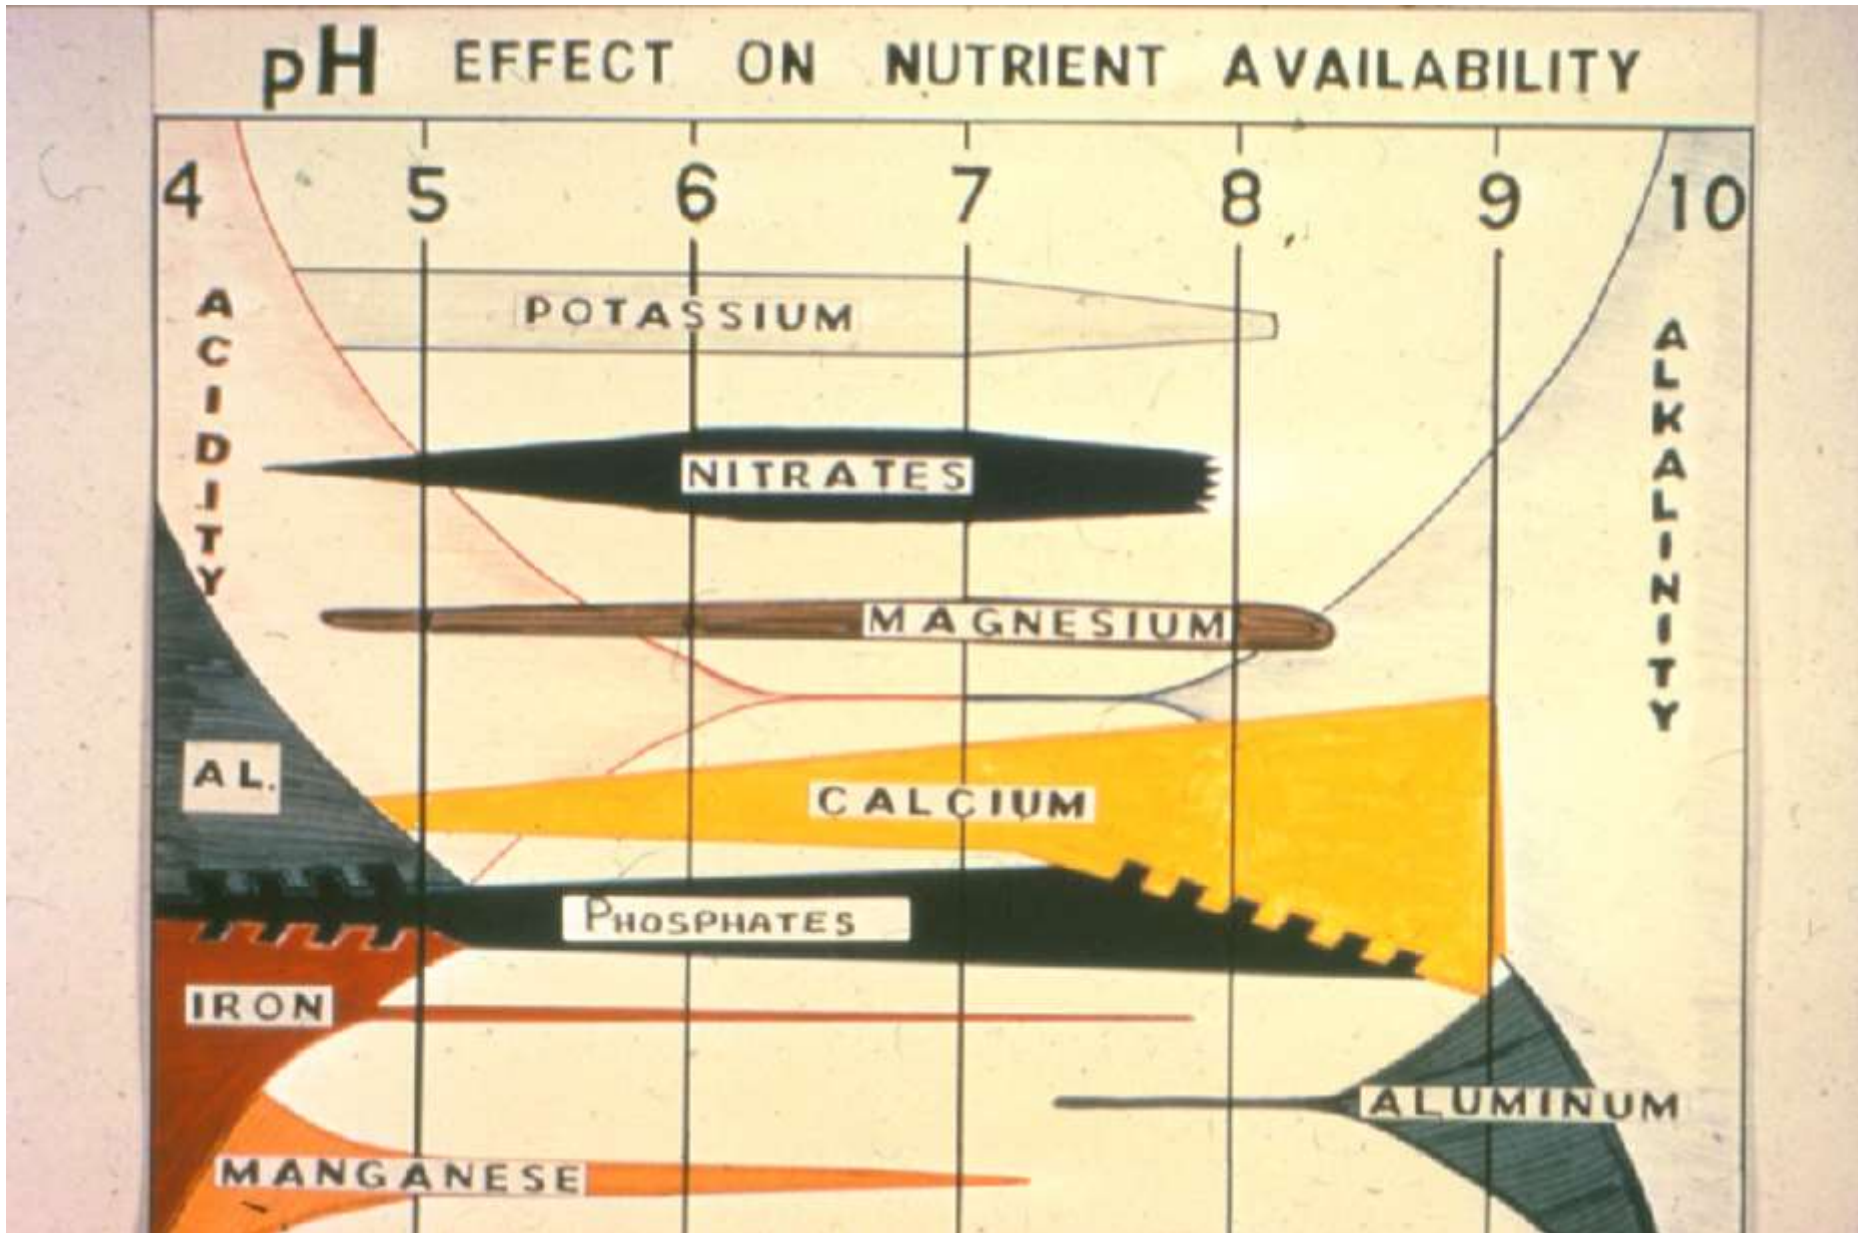 pH EFFECT ON NUTRIENT AVAILABILITY
4 5 6 7 8 9 10
ACIDITY
ALKALINITY
POTASSIUM
NITRATES
MAGNESIUM
AL.
CALCIUM
PHOSPHATES
IRON
ALUMINUM
MANGANESE